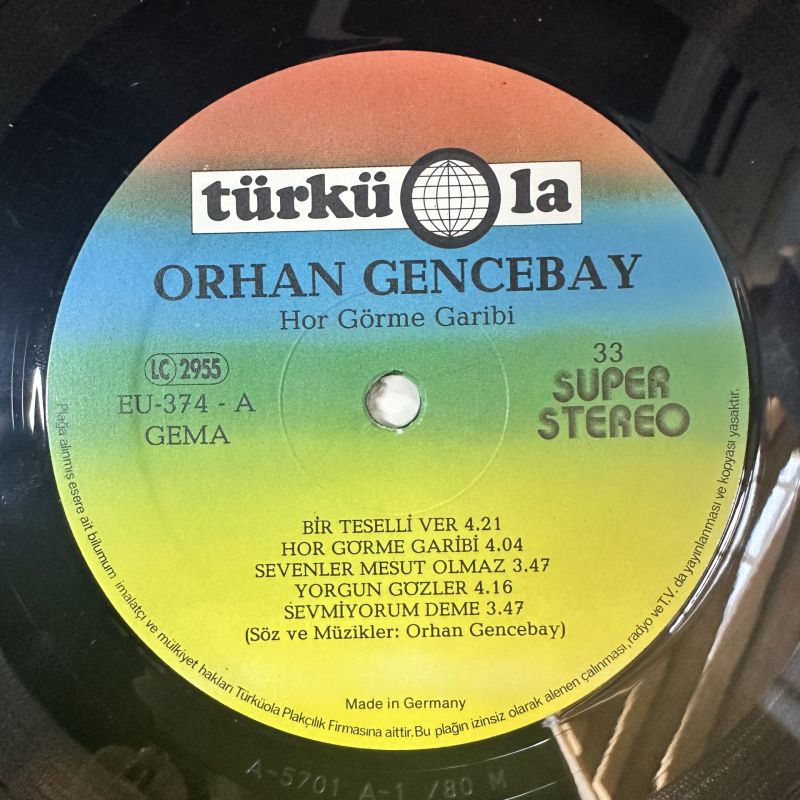 türküola
ORHAN GENCEBAY
Hor Görme Garibi
LC 2955
EU-374 - A
GEMA
33
SUPER
STEREO
BİR TESELLİ VER 4.21
HOR GÖRME GARİBİ 4.04
SEVENLER MESUT OLMAZ 3.47
YORGUN GÖZLER 4.16
SEVMİYORUM DEME 3.47
(Söz ve Müzikler: Orhan Gencebay)
Made in Germany
Plağa alınmış esere ait bilumum imalatçı ve mülkiyet hakları Türküola Plakçılık Firmasına aittir. Bu plağın izinsiz olarak alenen çalınması, radyo ve T.V. da yayınlanması ve kopyası yasaktır.
A-5701 A-1 /80 M